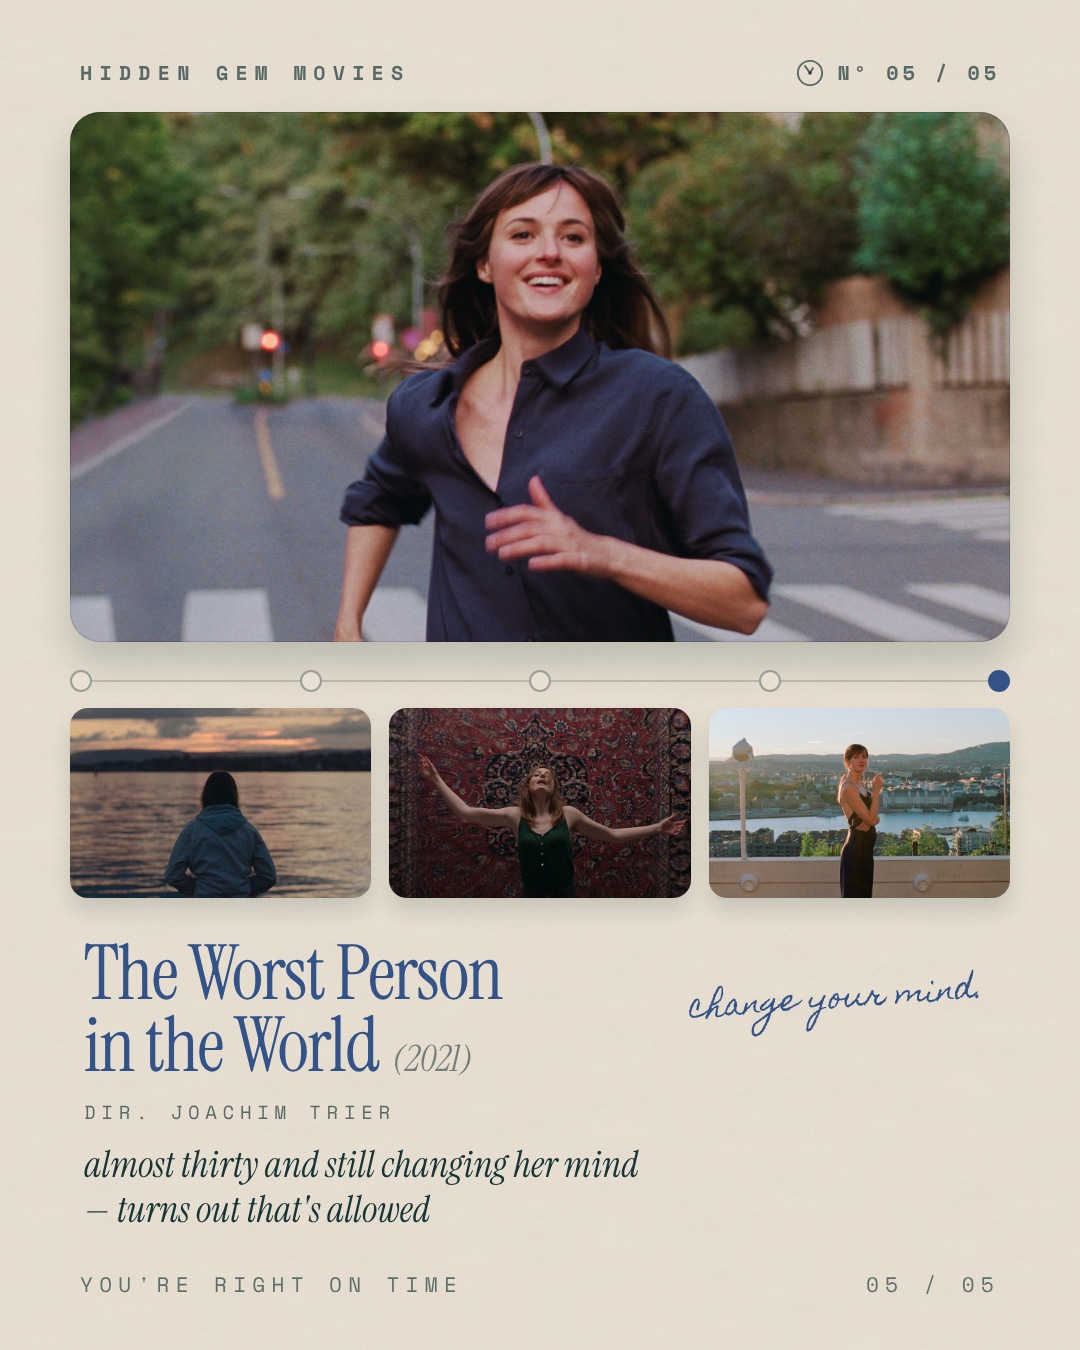 HIDDEN GEM MOVIES
N° 05 / 05
The Worst Person
in the World (2021)
change your mind.
DIR. JOACHIM TRIER
almost thirty and still changing her mind
— turns out that's allowed
YOU'RE RIGHT ON TIME
05 / 05